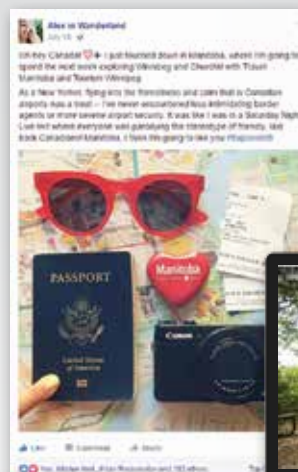 Alex in Wanderland
July 18
Oh hey Canada! I just touched down in Manitoba, where I'm going to
spend the next week exploring Winnipeg and Churchill with Travel
Manitoba and Tourism Winnipeg.
As a New Yorker, flying into the friendliness and calm that is Canadian
airports was a treat – I've never encountered less intimidating border
agents or more serene airport security. It was like I was in a Saturday Night
Live skit where everyone was parodying the stereotype of friendly, laid
back Canadians! Manitoba, I think I'm going to like you
PASSPORT
United States
of America
Manitoba
Canon
Like Comment Share